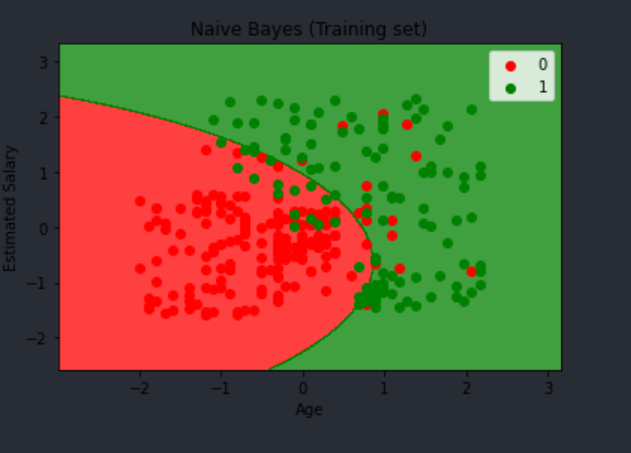 Naive Bayes (Training set)
0
1
3
2
1
0
−1
−2
Estimated Salary
−2 −1 0 1 2 3
Age